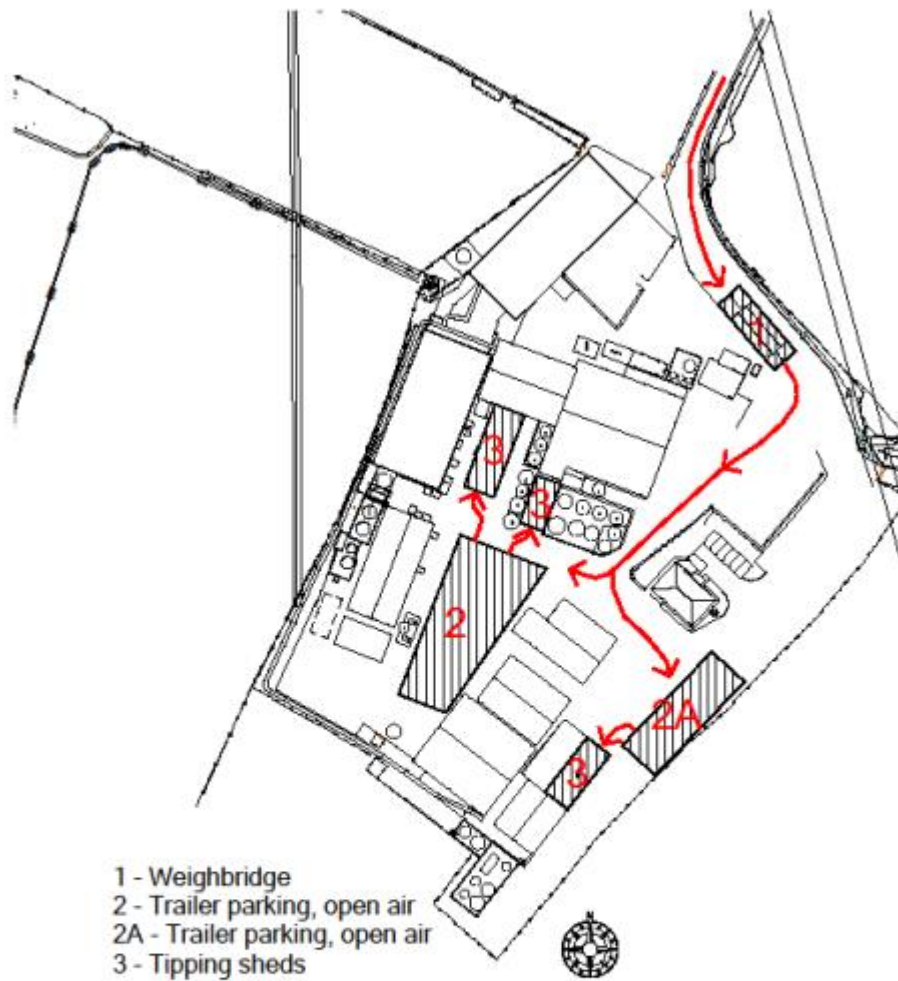 1
3
3
2
2A
3
1 - Weighbridge
2 - Trailer parking, open air
2A - Trailer parking, open air
3 - Tipping sheds
N